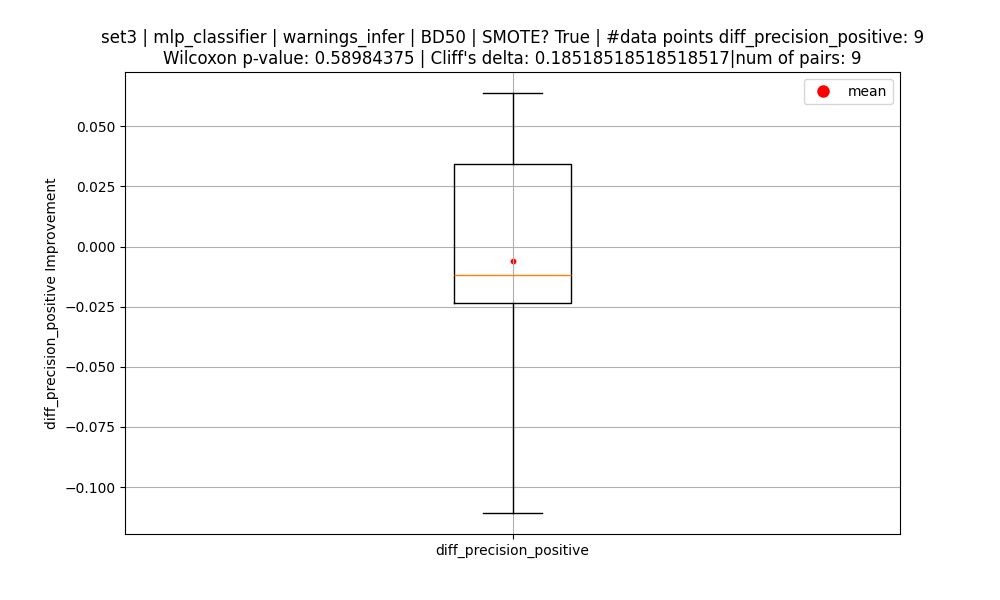 set3 | mlp_classifier | warnings_infer | BD50 | SMOTE? True | #data points diff_precision_positive: 9
Wilcoxon p-value: 0.58984375 | Cliff's delta: 0.18518518518518517|num of pairs: 9
mean
0.050
0.025
0.000
−0.025
−0.050
−0.075
−0.100
diff_precision_positive Improvement
diff_precision_positive